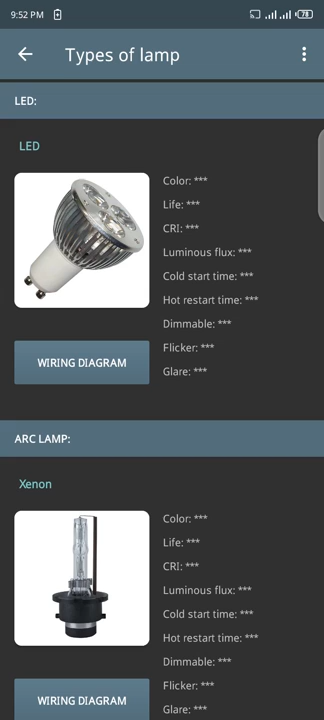 9:52 PM
78
Types of lamp
LED:
LED
Color: ***
Life: ***
CRI: ***
Luminous flux: ***
Cold start time: ***
Hot restart time: ***
Dimmable: ***
Flicker: ***
Glare: ***
WIRING DIAGRAM
ARC LAMP:
Xenon
Color: ***
Life: ***
CRI: ***
Luminous flux: ***
Cold start time: ***
Hot restart time: ***
Dimmable: ***
Flicker: ***
Glare: ***
WIRING DIAGRAM